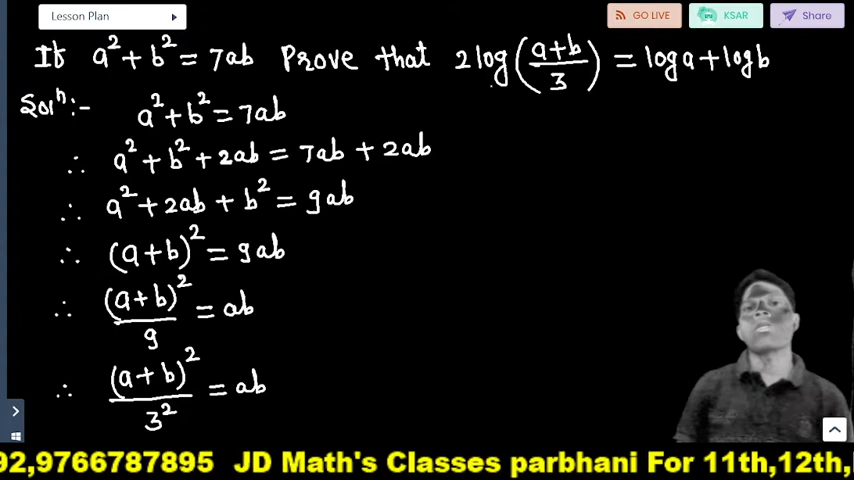 Lesson Plan
GO LIVE
KSAR
Share
If a² + b² = 7ab Prove that 2log((a+b)/3) = log a + log b
Solⁿ:- a² + b² = 7ab
∴ a² + b² + 2ab = 7ab + 2ab
∴ a² + 2ab + b² = 9ab
∴ (a+b)² = 9ab
∴ (a+b)²/9 = ab
∴ (a+b)²/3² = ab
92,9766787895 JD Math's Classes parbhani For 11th,12th,